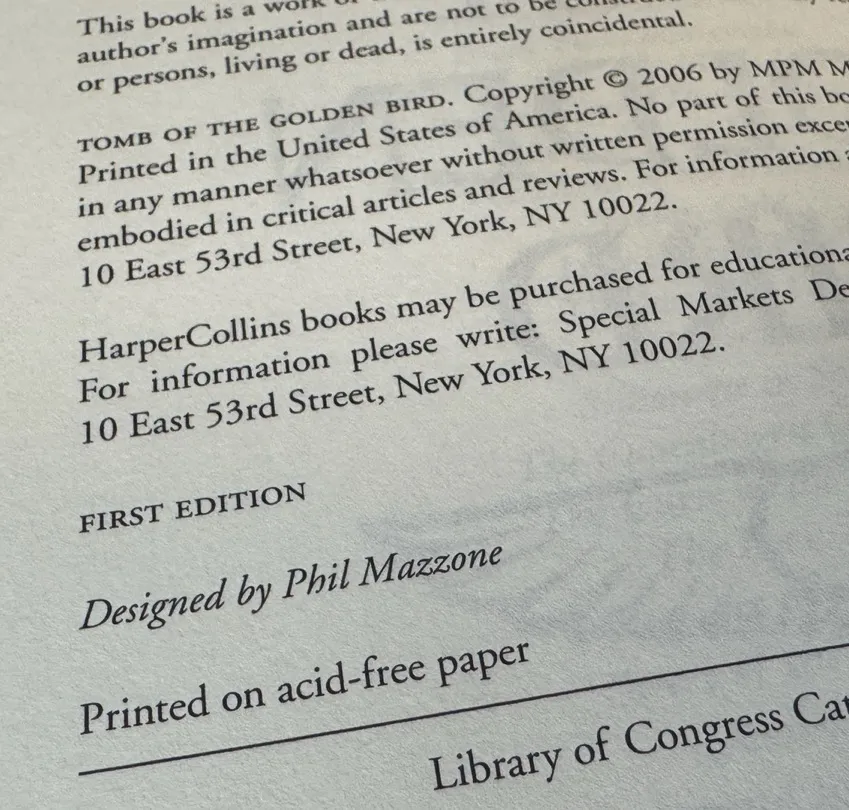 This book is a work
author's imagination and are not to be
or persons, living or dead, is entirely coincidental.
TOMB OF THE GOLDEN BIRD. Copyright © 2006 by MPM
Printed in the United States of America. No part of this
in any manner whatsoever without written permission
embodied in critical articles and reviews. For information
10 East 53rd Street, New York, NY 10022.
HarperCollins books may be purchased for
For information please write: Special Markets
10 East 53rd Street, New York, NY 10022.
FIRST EDITION
Designed by Phil Mazzone
Printed on acid-free paper
Library of Congress